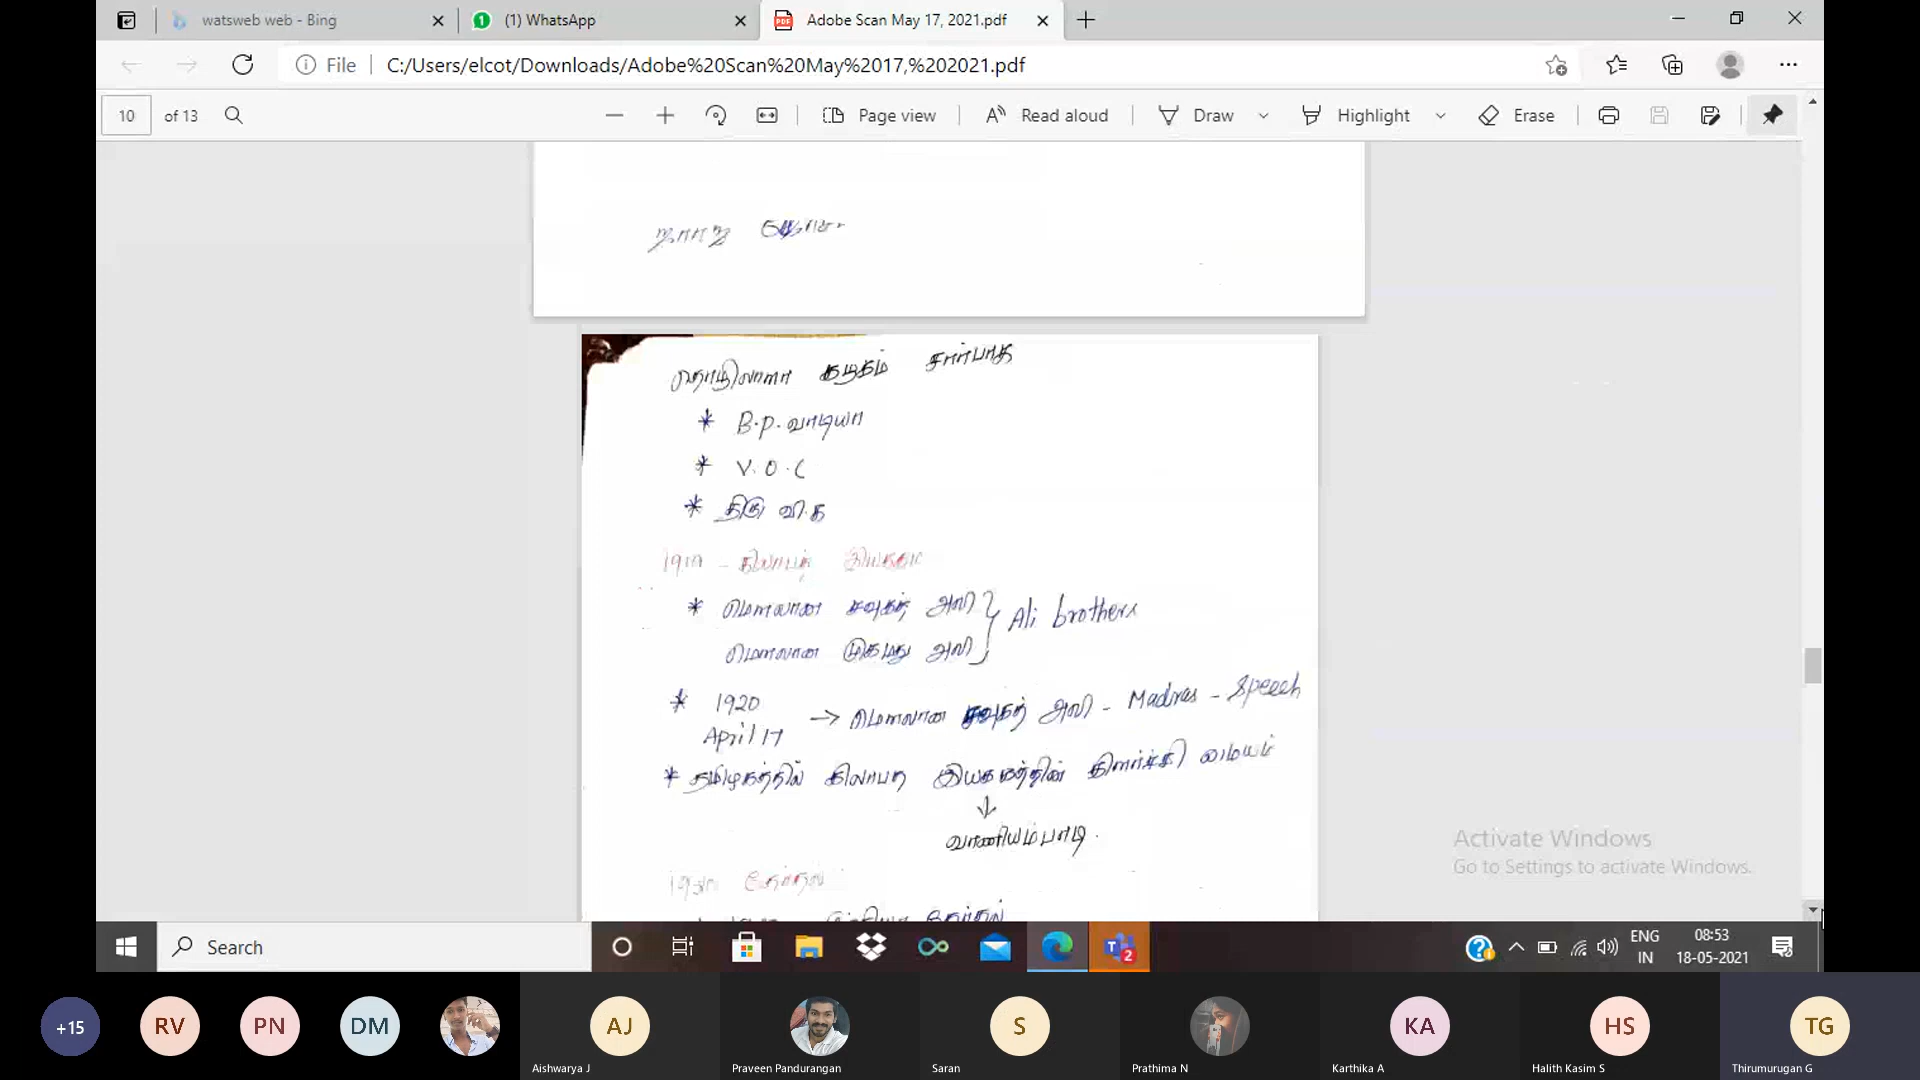 watsweb web - Bing
(1) WhatsApp
Adobe Scan May 17, 2021.pdf
File C:/Users/elcot/Downloads/Adobe%20Scan%20May%2017,%202021.pdf
10 of 13
Page view
Read aloud
Draw
Highlight
Erase
கழகம் சார்பாக
* B.P. வாடியா
* V.O.C
* திரு வி.க
இயக்கம்
* மௌலானா சவுகத் அலி } Ali brothers
மௌலானா முகமது அலி
* 1920
April 17 → மௌலானா சவுகத் அலி - Madras - Speech
* தமிழகத்தில் கிலாபத் இயக்கத்தின் கிளர்ச்சி மையம்
↓
வாணியம்பாடி.
தேர்தல்
Activate Windows
Go to Settings to activate Windows.
Search
2
ENG
IN
08:53
18-05-2021
+15
RV
PN
DM
AJ
S
KA
HS
TG
Aishwarya J
Praveen Pandurangan
Saran
Prathima N
Karthika A
Halith Kasim S
Thirumurugan G